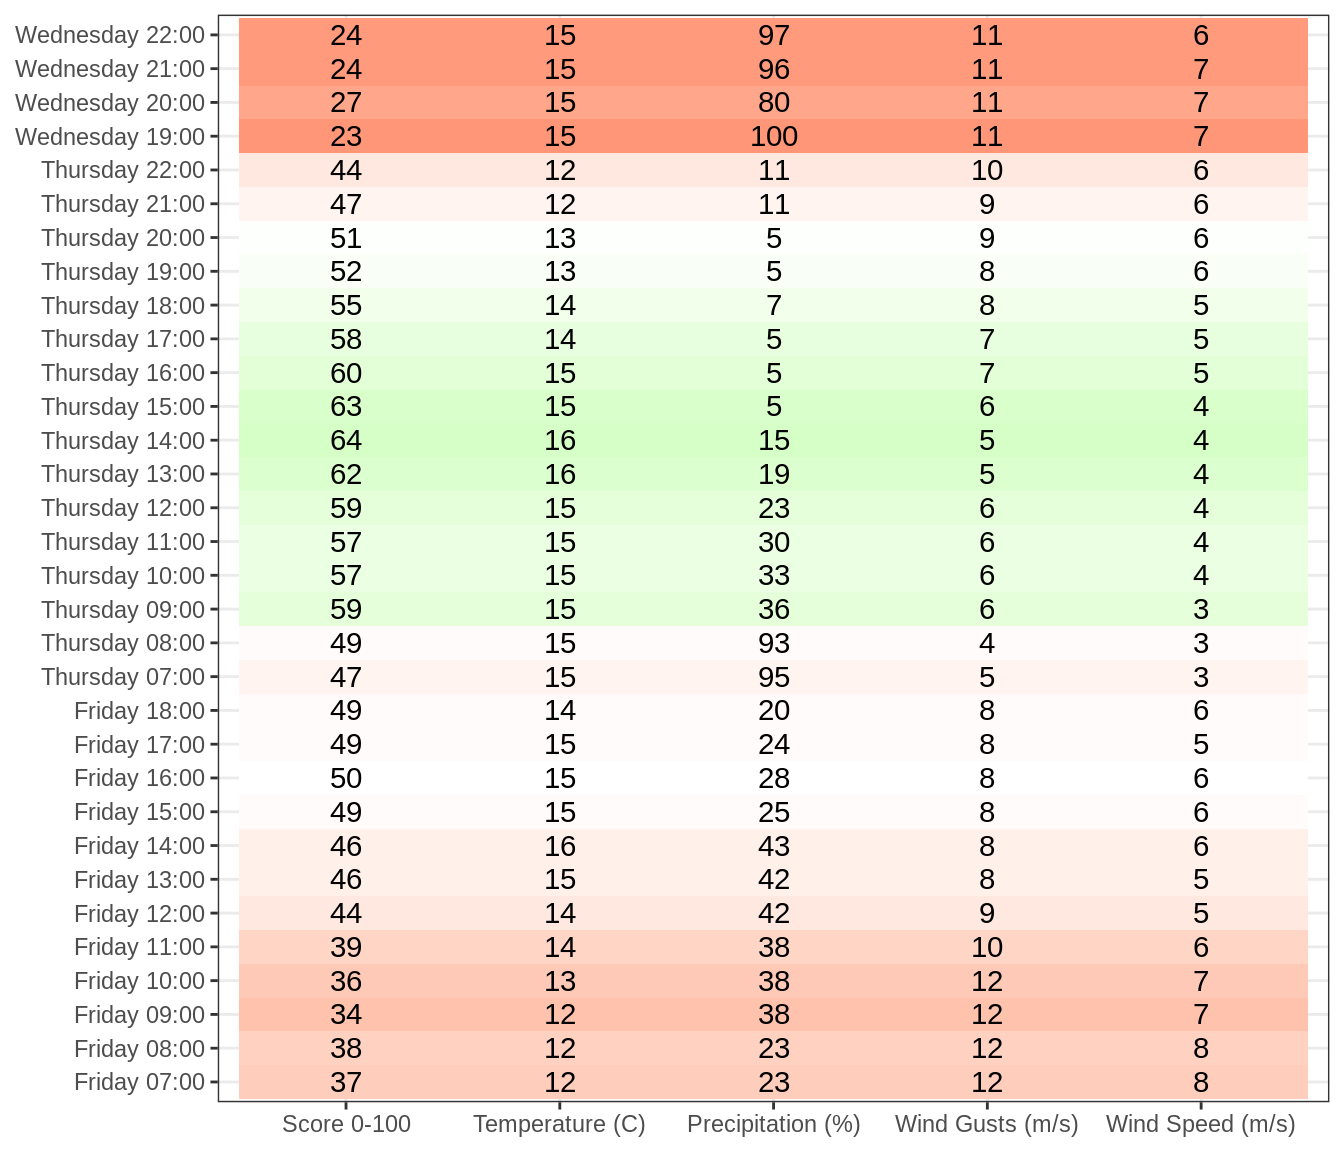 Wednesday 22:00 24 15 97 11 6
Wednesday 21:00 24 15 96 11 7
Wednesday 20:00 27 15 80 11 7
Wednesday 19:00 23 15 100 11 7
Thursday 22:00 44 12 11 10 6
Thursday 21:00 47 12 11 9 6
Thursday 20:00 51 13 5 9 6
Thursday 19:00 52 13 5 8 6
Thursday 18:00 55 14 7 8 5
Thursday 17:00 58 14 5 7 5
Thursday 16:00 60 15 5 7 5
Thursday 15:00 63 15 5 6 4
Thursday 14:00 64 16 15 5 4
Thursday 13:00 62 16 19 5 4
Thursday 12:00 59 15 23 6 4
Thursday 11:00 57 15 30 6 4
Thursday 10:00 57 15 33 6 4
Thursday 09:00 59 15 36 6 3
Thursday 08:00 49 15 93 4 3
Thursday 07:00 47 15 95 5 3
Friday 18:00 49 14 20 8 6
Friday 17:00 49 15 24 8 5
Friday 16:00 50 15 28 8 6
Friday 15:00 49 15 25 8 6
Friday 14:00 46 16 43 8 6
Friday 13:00 46 15 42 8 5
Friday 12:00 44 14 42 9 5
Friday 11:00 39 14 38 10 6
Friday 10:00 36 13 38 12 7
Friday 09:00 34 12 38 12 7
Friday 08:00 38 12 23 12 8
Friday 07:00 37 12 23 12 8
Score 0-100 Temperature (C) Precipitation (%) Wind Gusts (m/s) Wind Speed (m/s)